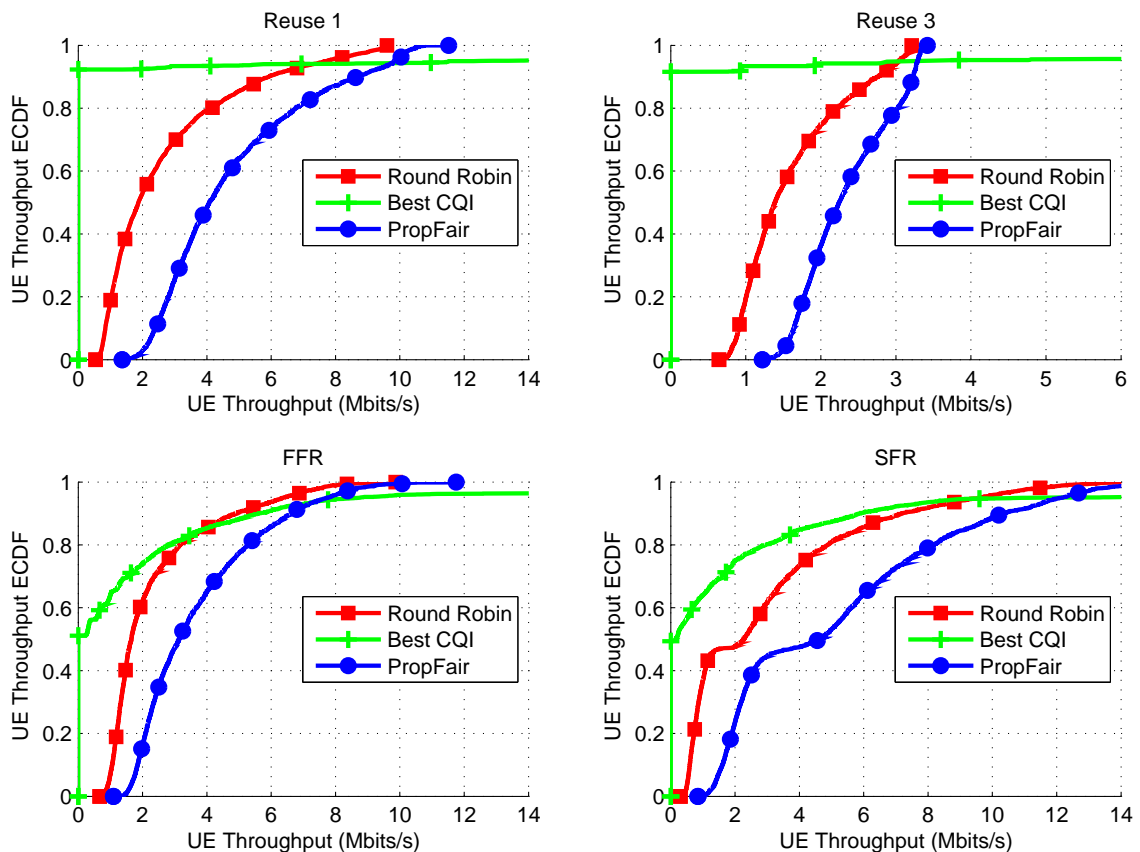 Reuse 1
UE Throughput ECDF
1
0.8
0.6
0.4
0.2
0
0 2 4 6 8 10 12 14
UE Throughput (Mbits/s)
Round Robin
Best CQI
PropFair
Reuse 3
UE Throughput ECDF
1
0.8
0.6
0.4
0.2
0
0 1 2 3 4 5 6
UE Throughput (Mbits/s)
Round Robin
Best CQI
PropFair
FFR
UE Throughput ECDF
1
0.8
0.6
0.4
0.2
0
0 2 4 6 8 10 12 14
UE Throughput (Mbits/s)
Round Robin
Best CQI
PropFair
SFR
UE Throughput ECDF
1
0.8
0.6
0.4
0.2
0
0 2 4 6 8 10 12 14
UE Throughput (Mbits/s)
Round Robin
Best CQI
PropFair